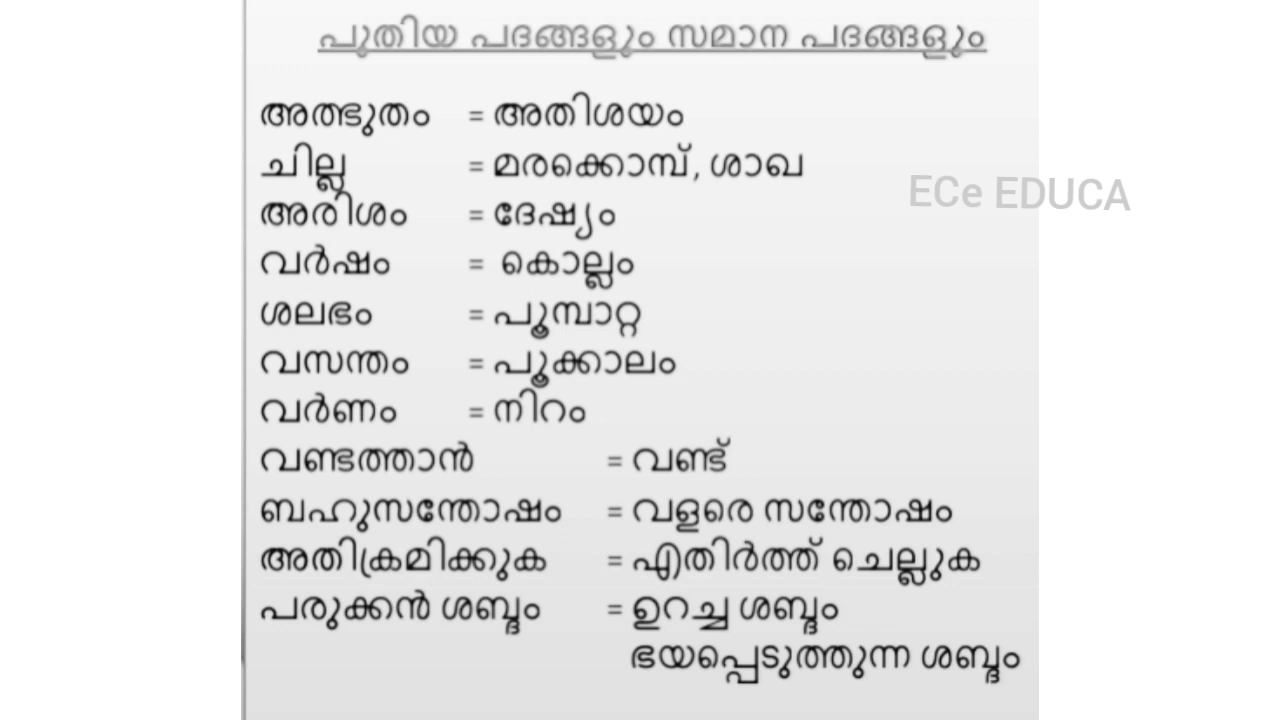 പുതിയ പദങ്ങളും സമാന പദങ്ങളും
അത്ഭുതം = അതിശയം
ചില്ല = മരക്കൊമ്പ്, ശാഖ
ECe EDUCA
അരിശം = ദേഷ്യം
വർഷം = കൊല്ലം
ശലഭം = പൂമ്പാറ്റ
വസന്തം = പൂക്കാലം
വർണം = നിറം
വണ്ടത്താൻ = വണ്ട്
ബഹുസന്തോഷം = വളരെ സന്തോഷം
അതിക്രമിക്കുക = എതിർത്ത് ചെല്ലുക
പരുക്കൻ ശബ്ദം = ഉറച്ച ശബ്ദം
ഭയപ്പെടുത്തുന്ന ശബ്ദം